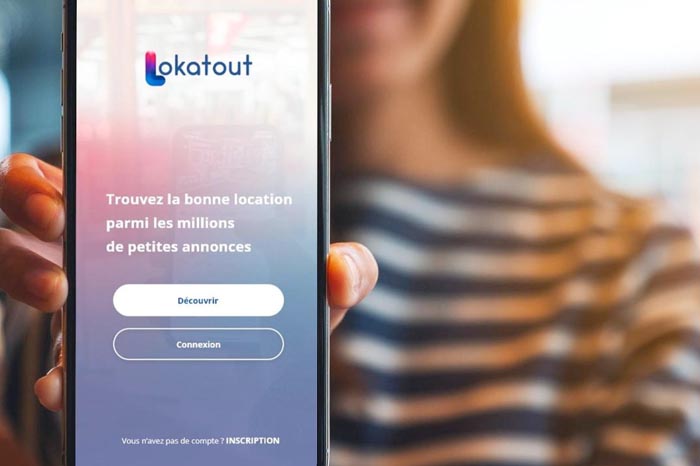 Lokatout
Trouvez la bonne location
parmi les millions
de petites annonces
Découvrir
Connexion
Vous n'avez pas de compte ? INSCRIPTION